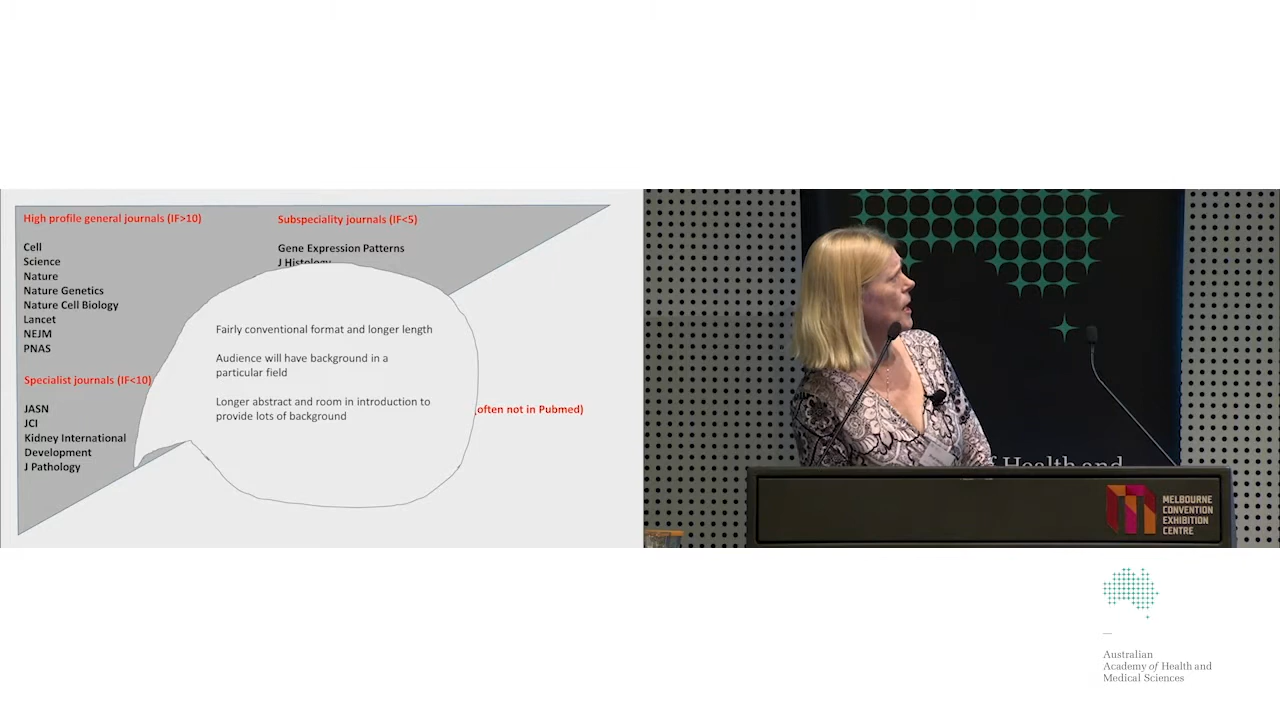 High profile general journals (IF>10)
Cell
Science
Nature
Nature Genetics
Nature Cell Biology
Lancet
NEJM
PNAS
Specialist journals (IF<10)
JASN
JCI
Kidney International
Development
J Pathology
Subspeciality journals (IF<5)
Gene Expression Patterns
J Histology
Fairly conventional format and longer length
Audience will have background in a
particular field
Longer abstract and room in introduction to
provide lots of background
often not in Pubmed)
of Health and
MELBOURNE
CONVENTION
EXHIBITION
CENTRE
Australian
Academy of Health and
Medical Sciences